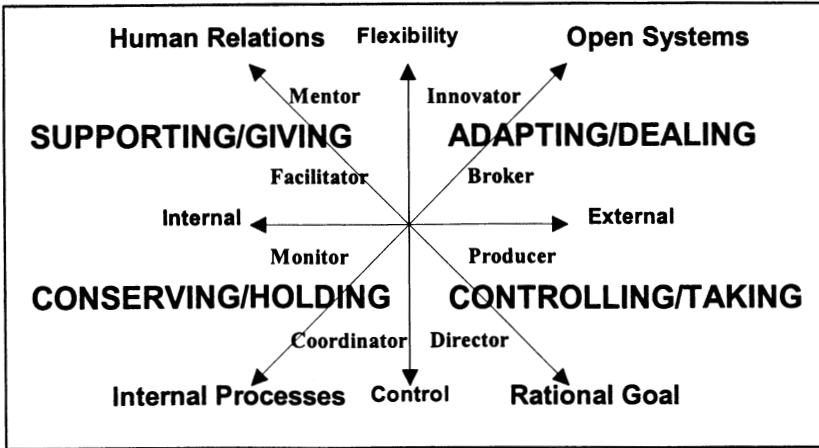 Human Relations Flexibility Open Systems
Mentor Innovator
SUPPORTING/GIVING ADAPTING/DEALING
Facilitator Broker
Internal External
Monitor Producer
CONSERVING/HOLDING CONTROLLING/TAKING
Coordinator Director
Internal Processes Control Rational Goal